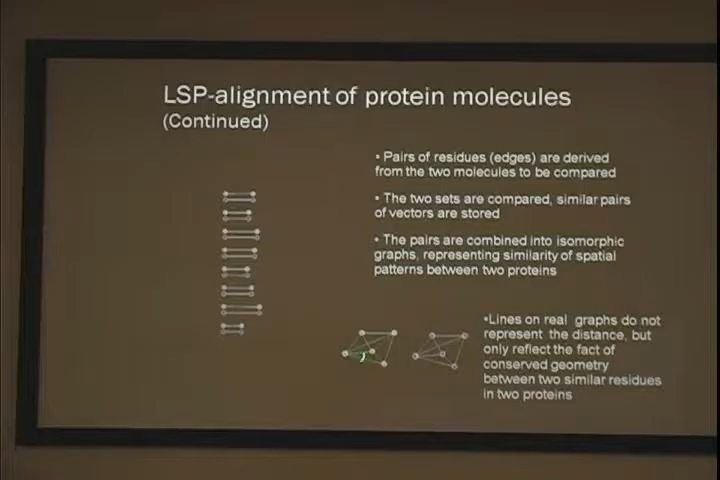 LSP-alignment of protein molecules
(Continued)
• Pairs of residues (edges) are derived
from the two molecules to be compared
• The two sets are compared, similar pairs
of vectors are stored
• The pairs are combined into isomorphic
graphs, representing similarity of spatial
patterns between two proteins
•Lines on real graphs do not
represent the distance, but
only reflect the fact of
conserved geometry
between two similar residues
in two proteins